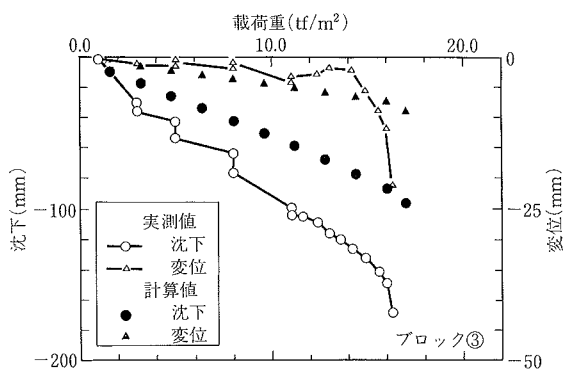 載荷重(tf/m²)
0.0 10.0 20.0
0.0 0
沈下(mm)
変位(mm)
−100 −25
実測値
沈下
変位
計算値
沈下
変位
ブロック③
−200 −50